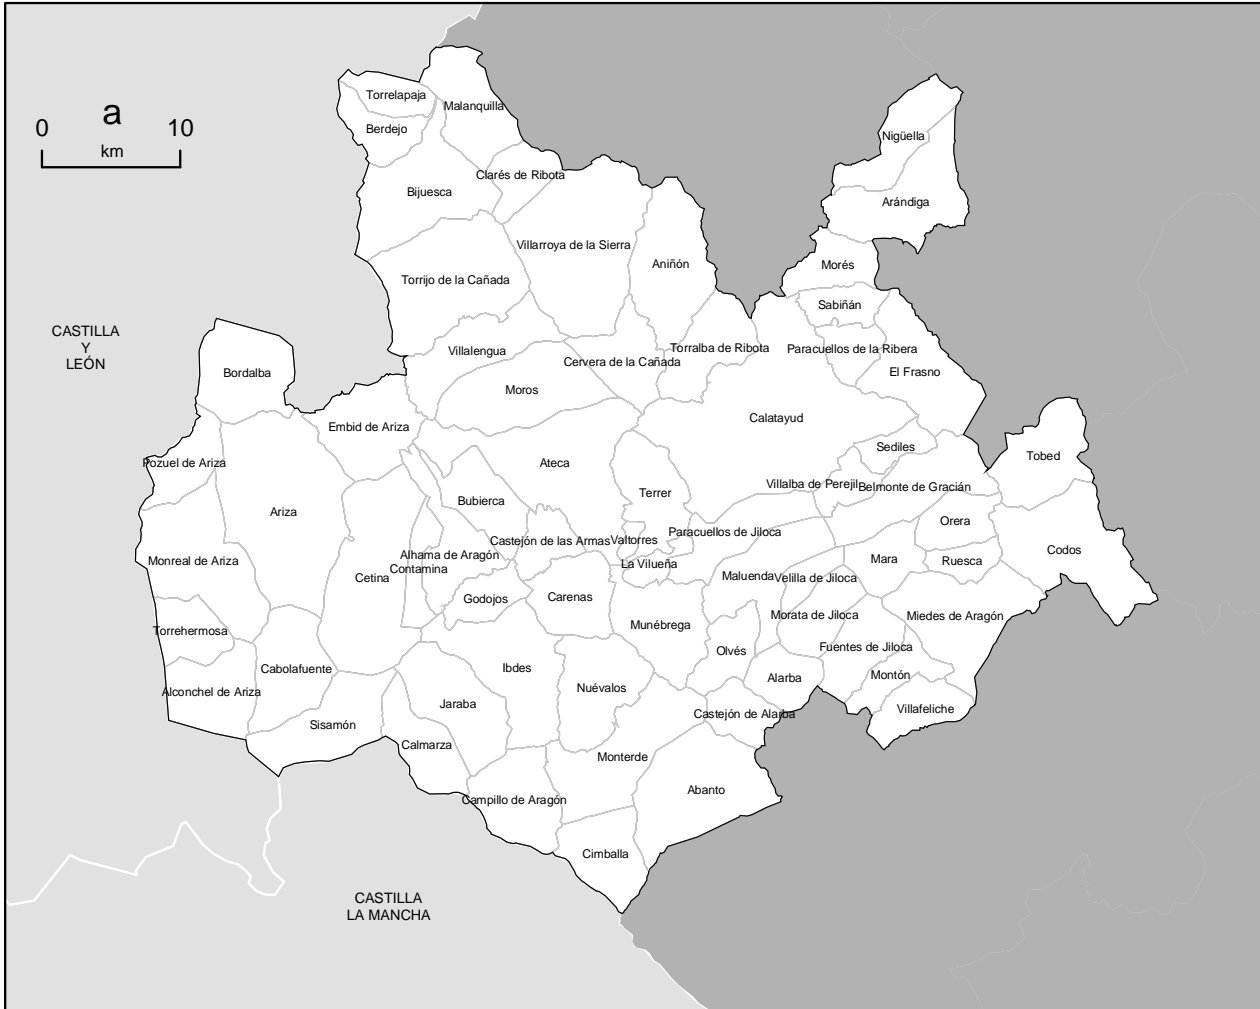 a
0 10
km
Torrelapaja
Malanquilla
Berdejo
Nigüella
Clarés de Ribota
Bijuesca
Arándiga
Villarroya de la Sierra
Aniñón
Morés
Torrijo de la Cañada
Sabiñán
CASTILLA
Y
LEÓN
Villalengua
Cervera de la Cañada
Torralba de Ribota
Paracuellos de la Ribera
Bordalba
El Frasno
Moros
Calatayud
Embid de Ariza
Sediles
Tobed
Pozuel de Ariza
Ateca
Villalba de Perejil
Belmonte de Gracián
Terrer
Bubierca
Ariza
Orera
Paracuellos de Jiloca
Castejón de las Armas
Valtorres
Codos
Alhama de Aragón
Monreal de Ariza
Mara
Ruesca
La Vilueña
Contamina
Cetina
Maluenda
Velilla de Jiloca
Godojos
Carenas
Morata de Jiloca
Miedes de Aragón
Munébrega
Torrehermosa
Fuentes de Jiloca
Olvés
Cabolafuente
Ibdes
Montón
Alarba
Nuévalos
Alconchel de Ariza
Jaraba
Villafeliche
Castejón de Alarba
Sisamón
Calmarza
Monterde
Abanto
Campillo de Aragón
Cimballa
CASTILLA
LA MANCHA